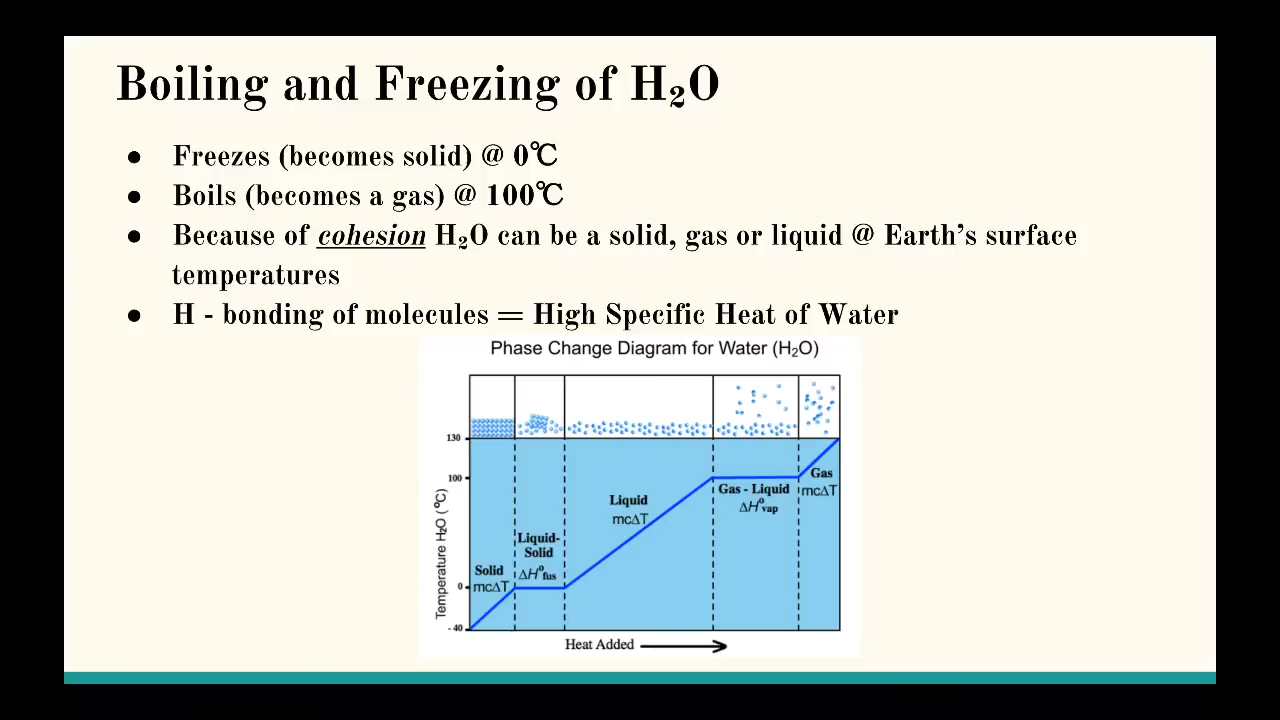 Boiling and Freezing of H₂O
● Freezes (becomes solid) @ 0℃
● Boils (becomes a gas) @ 100℃
● Because of cohesion H₂O can be a solid, gas or liquid @ Earth’s surface
temperatures
● H - bonding of molecules = High Specific Heat of Water
Phase Change Diagram for Water (H₂O)
130
100
0
- 40
Temperature H₂O (°C)
Solid
mcΔT
Liquid-
Solid
ΔH°fus
Liquid
mcΔT
Gas - Liquid
ΔH°vap
Gas
mcΔT
Heat Added